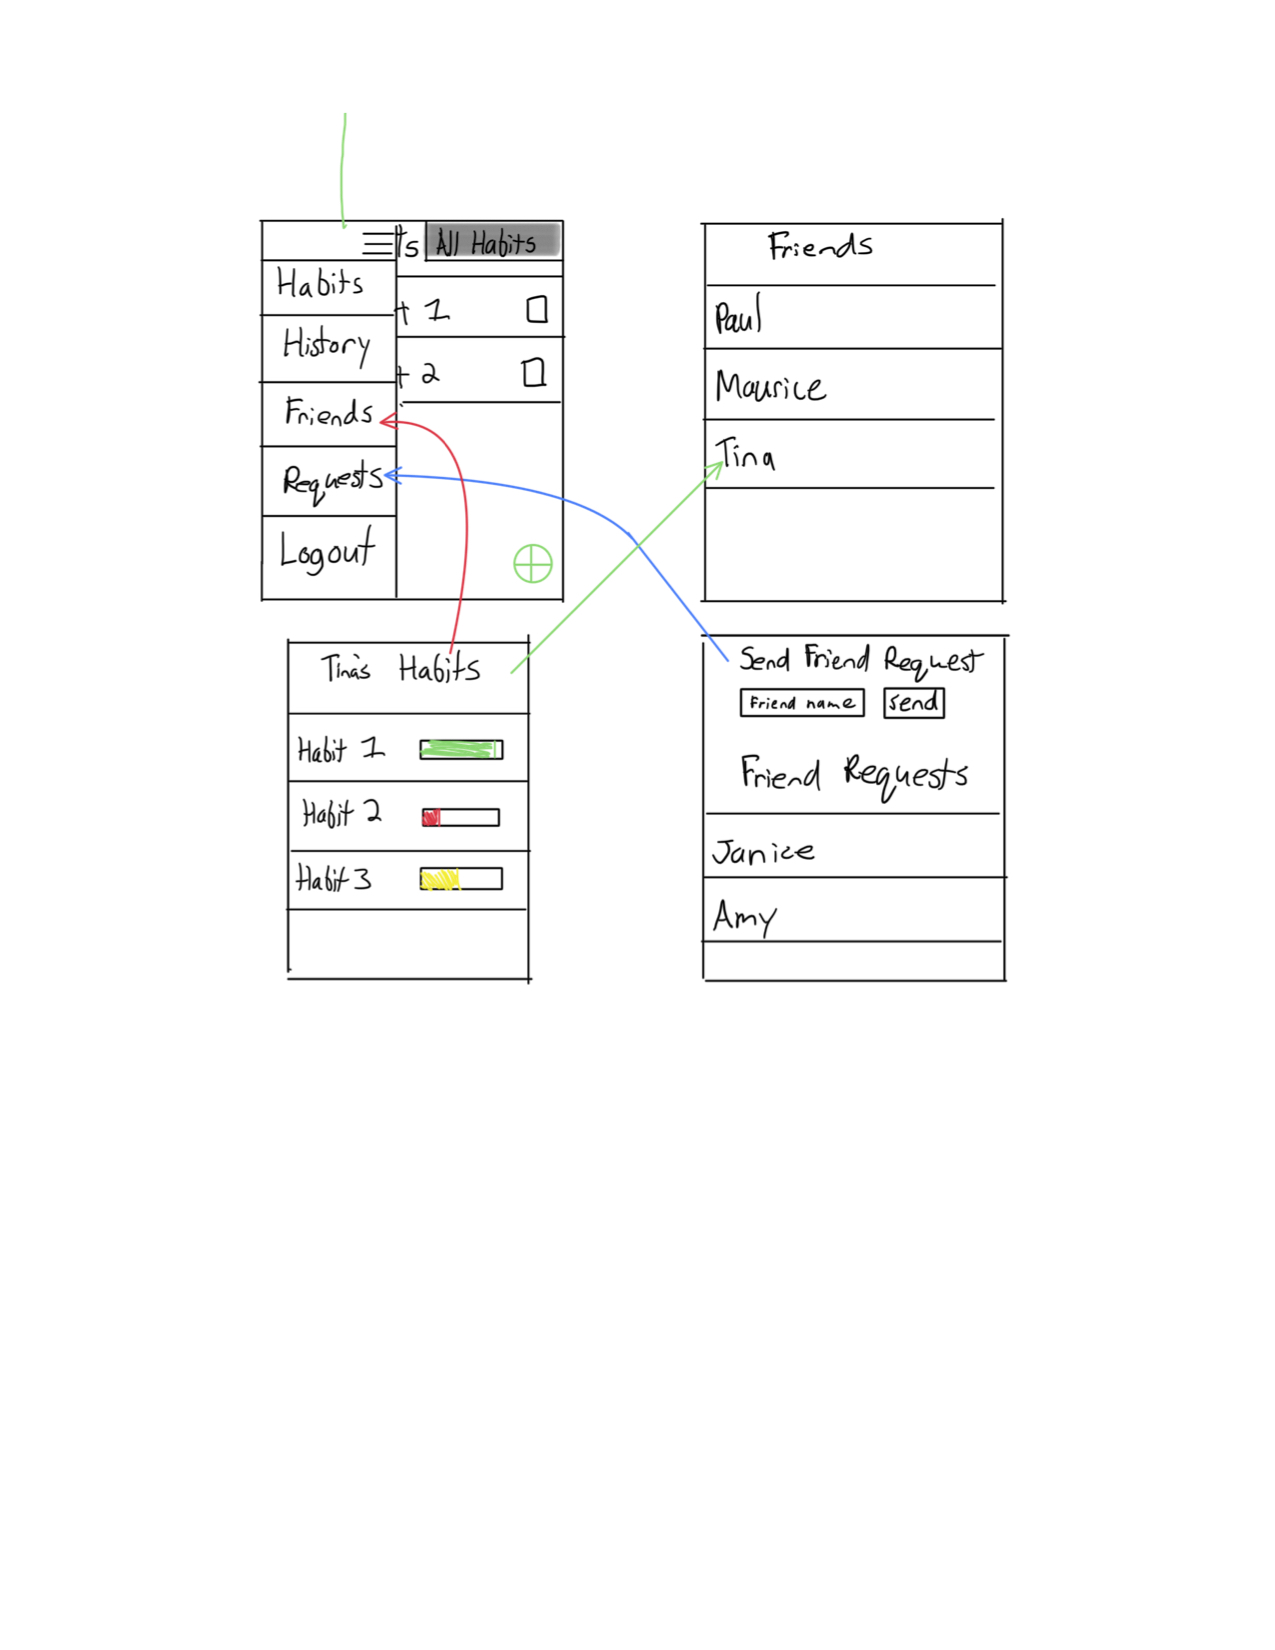 ts All Habits
Habits
t 1
History
t 2
Friends
Requests
Logout
Friends
Paul
Maurice
Tina
Tina's Habits
Habit 1
Habit 2
Habit 3
Send Friend Request
Friend name send
Friend Requests
Janice
Amy